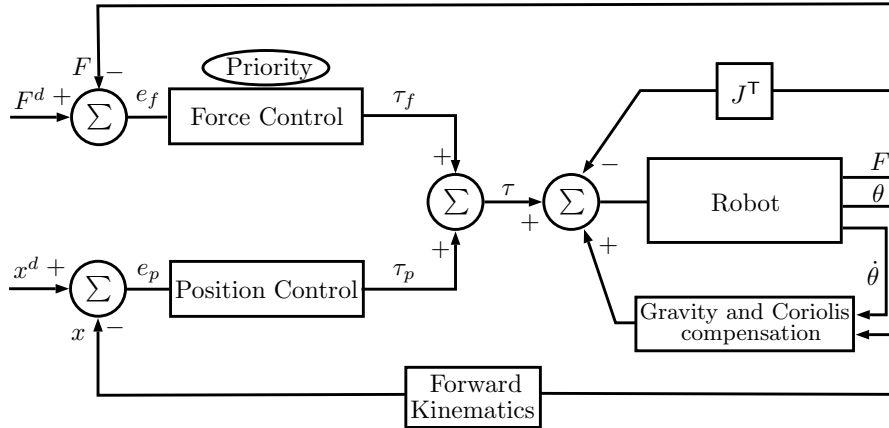 F −
Priority
F^d +
∑
e_f
Force Control
τ_f
J^T
+
−
F
∑
τ
∑
Robot
θ
+
+
+
+
θ̇
x^d +
∑
e_p
Position Control
τ_p
x −
Gravity and Coriolis
compensation
Forward
Kinematics